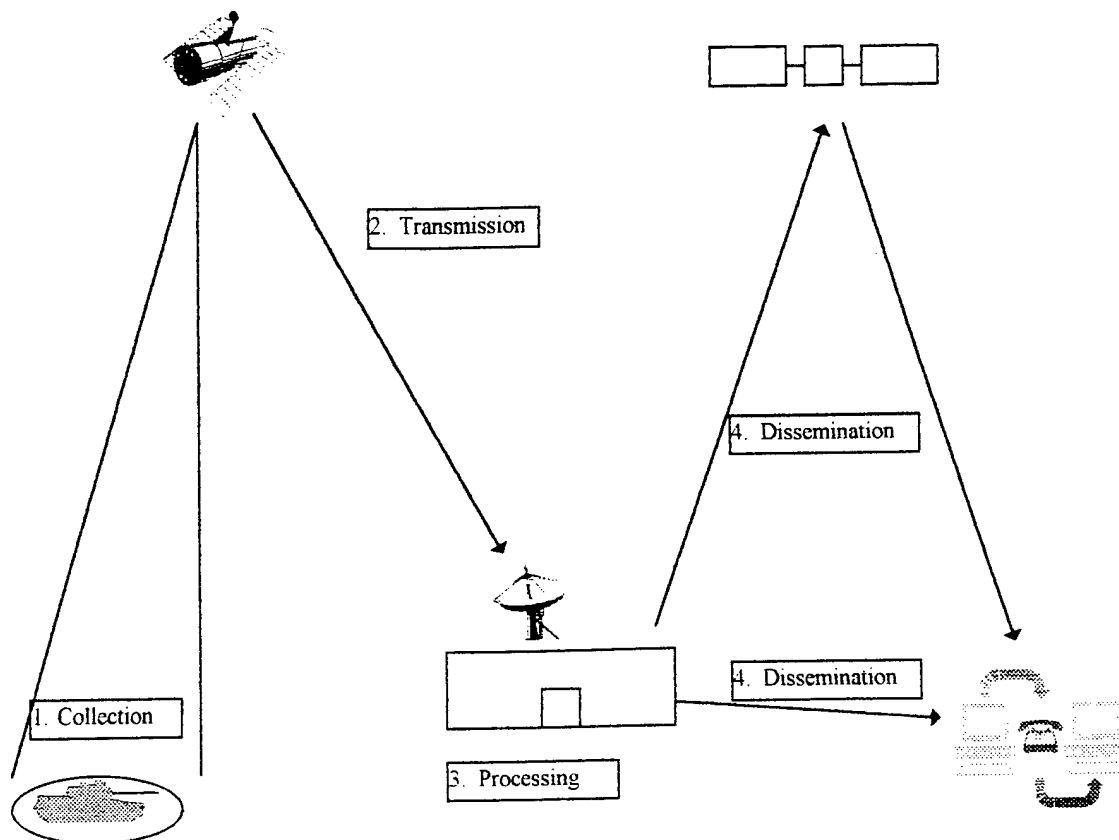 2. Transmission
4. Dissemination
4. Dissemination
1. Collection
3. Processing